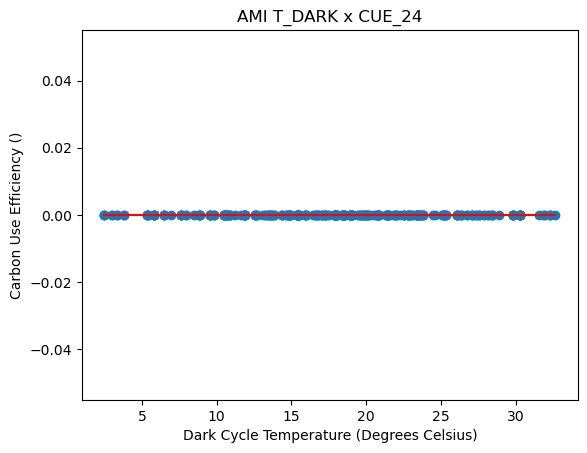 AMI T_DARK x CUE_24
Carbon Use Efficiency ()
0.04
0.02
0.00
−0.02
−0.04
5 10 15 20 25 30
Dark Cycle Temperature (Degrees Celsius)